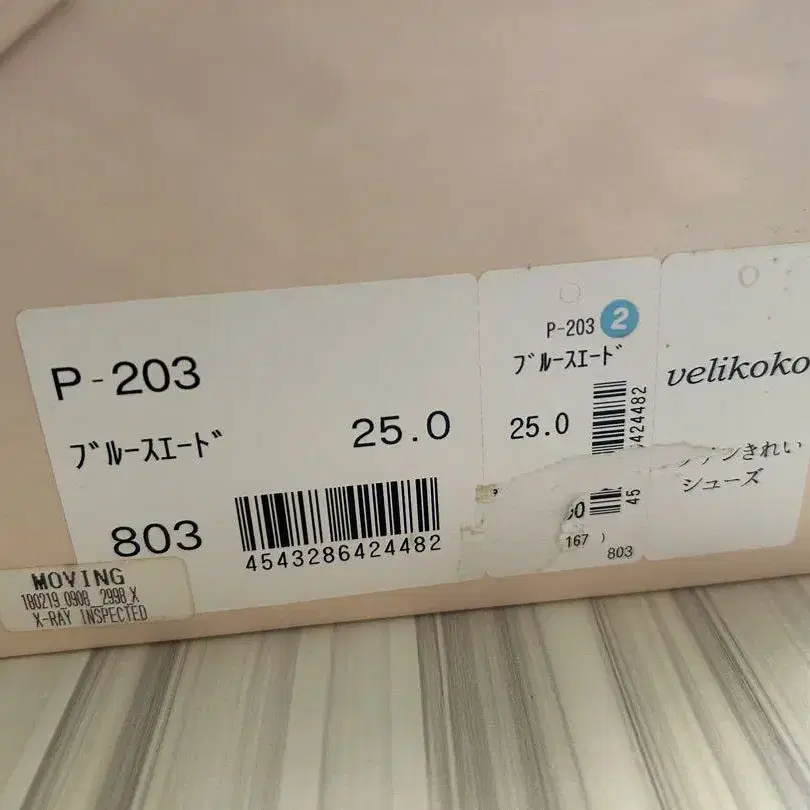 P-203
ﾌﾞﾙｰｽｴｰﾄﾞ
25.0
803
4543286424482
MOVING
180219_0908__2998_X
X-RAY INSPECTED
P-203
2
ﾌﾞﾙｰｽｴｰﾄﾞ
25.0
424482
45
167 )
803
velikoko
きれい
シューズ